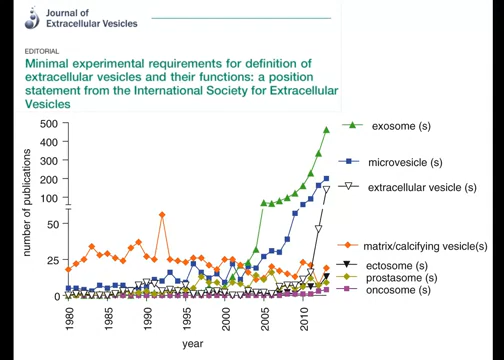 Journal of
Extracellular Vesicles
EDITORIAL
Minimal experimental requirements for definition of
extracellular vesicles and their functions: a position
statement from the International Society for Extracellular
Vesicles
number of publications
500
400
300
200
100
50
25
0
1980
1985
1990
1995
2000
2005
2010
year
exosome (s)
microvesicle (s)
extracellular vesicle (s)
matrix/calcifying vesicle(s)
ectosome (s)
prostasome (s)
oncosome (s)